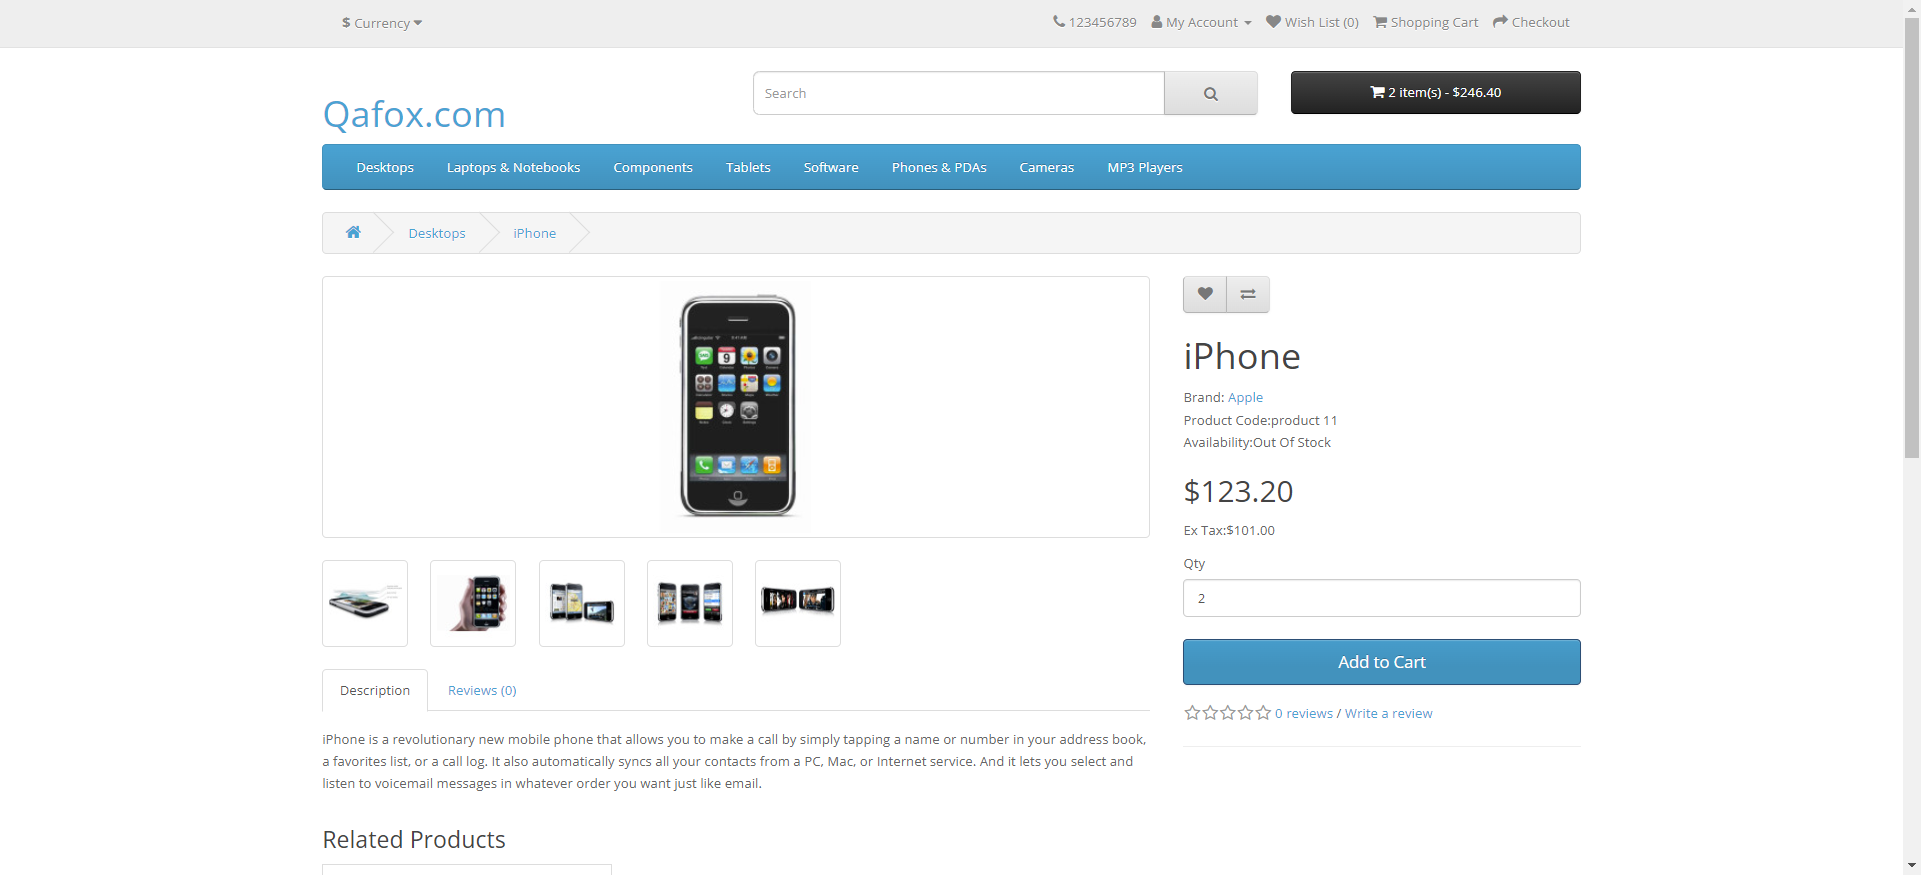 $ Currency
123456789 My Account Wish List (0) Shopping Cart Checkout
Qafox.com
Search
2 item(s) - $246.40
Desktops Laptops & Notebooks Components Tablets Software Phones & PDAs Cameras MP3 Players
Desktops iPhone
iPhone
Brand: Apple
Product Code:product 11
Availability:Out Of Stock
$123.20
Ex Tax:$101.00
Qty
2
Add to Cart
0 reviews / Write a review
Description Reviews (0)
iPhone is a revolutionary new mobile phone that allows you to make a call by simply tapping a name or number in your address book,
a favorites list, or a call log. It also automatically syncs all your contacts from a PC, Mac, or Internet service. And it lets you select and
listen to voicemail messages in whatever order you want just like email.
Related Products